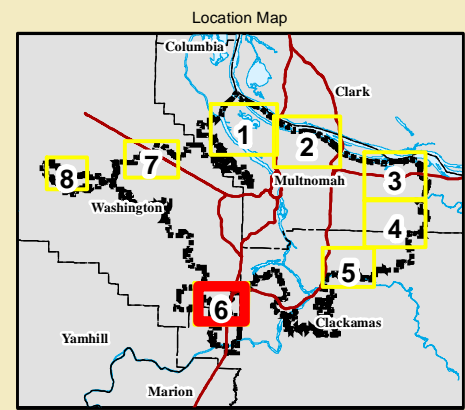 Location Map
Columbia
Clark
1
2
Multnomah
3
7
8
Washington
4
5
6
Clackamas
Yamhill
Marion